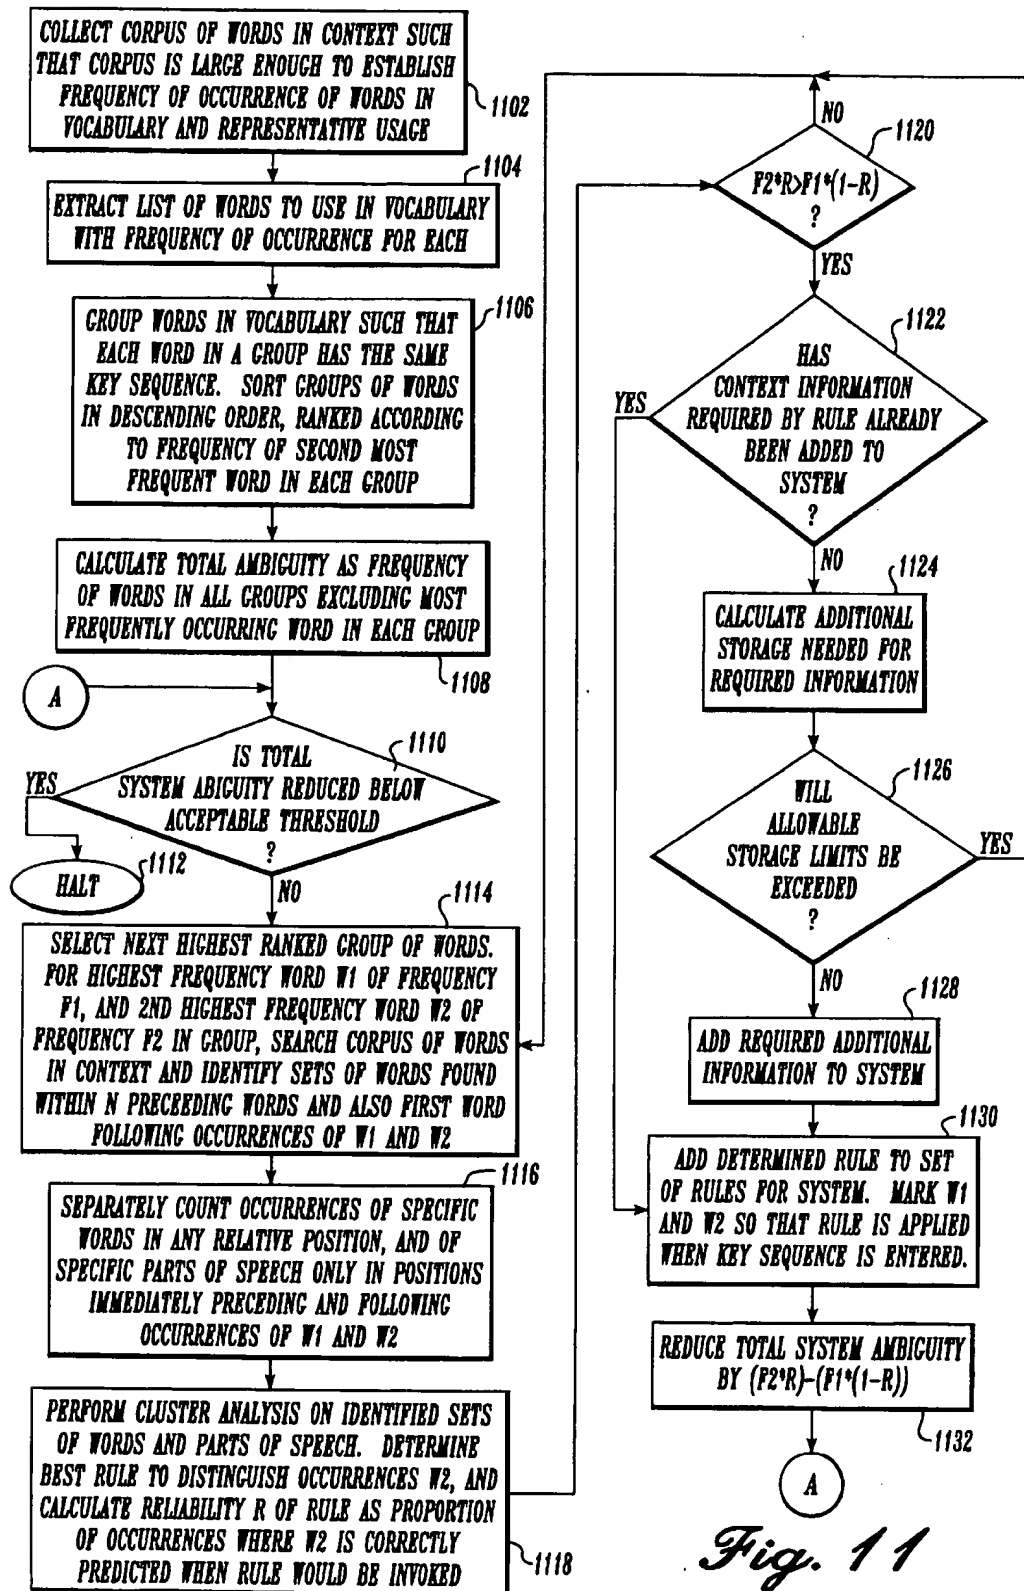 COLLECT CORPUS OF WORDS IN CONTEXT SUCH
THAT CORPUS IS LARGE ENOUGH TO ESTABLISH
FREQUENCY OF OCCURRENCE OF WORDS IN
VOCABULARY AND REPRESENTATIVE USAGE
1102
1104
EXTRACT LIST OF WORDS TO USE IN VOCABULARY
WITH FREQUENCY OF OCCURRENCE FOR EACH
1106
GROUP WORDS IN VOCABULARY SUCH THAT
EACH WORD IN A GROUP HAS THE SAME
KEY SEQUENCE. SORT GROUPS OF WORDS
IN DESCENDING ORDER, RANKED ACCORDING
TO FREQUENCY OF SECOND MOST
FREQUENT WORD IN EACH GROUP
CALCULATE TOTAL AMBIGUITY AS FREQUENCY
OF WORDS IN ALL GROUPS EXCLUDING MOST
FREQUENTLY OCCURRING WORD IN EACH GROUP
1108
A
1110
IS TOTAL
SYSTEM ABIGUITY REDUCED BELOW
ACCEPTABLE THRESHOLD
?
YES
HALT
1112
NO
1114
SELECT NEXT HIGHEST RANKED GROUP OF WORDS.
FOR HIGHEST FREQUENCY WORD W1 OF FREQUENCY
F1, AND 2ND HIGHEST FREQUENCY WORD W2 OF
FREQUENCY F2 IN GROUP, SEARCH CORPUS OF WORDS
IN CONTEXT AND IDENTIFY SETS OF WORDS FOUND
WITHIN N PRECEEDING WORDS AND ALSO FIRST WORD
FOLLOWING OCCURRENCES OF W1 AND W2
1116
SEPARATELY COUNT OCCURRENCES OF SPECIFIC
WORDS IN ANY RELATIVE POSITION, AND OF
SPECIFIC PARTS OF SPEECH ONLY IN POSITIONS
IMMEDIATELY PRECEDING AND FOLLOWING
OCCURRENCES OF W1 AND W2
PERFORM CLUSTER ANALYSIS ON IDENTIFIED SETS
OF WORDS AND PARTS OF SPEECH. DETERMINE
BEST RULE TO DISTINGUISH OCCURRENCES W2, AND
CALCULATE RELIABILITY R OF RULE AS PROPORTION
OF OCCURRENCES WHERE W2 IS CORRECTLY
PREDICTED WHEN RULE WOULD BE INVOKED
1118
NO
1120
F2*R>F1*(1-R)
?
YES
1122
HAS
CONTEXT INFORMATION
REQUIRED BY RULE ALREADY
BEEN ADDED TO
SYSTEM
?
YES
NO
1124
CALCULATE ADDITIONAL
STORAGE NEEDED FOR
REQUIRED INFORMATION
1126
WILL
ALLOWABLE
STORAGE LIMITS BE
EXCEEDED
?
YES
NO
1128
ADD REQUIRED ADDITIONAL
INFORMATION TO SYSTEM
1130
ADD DETERMINED RULE TO SET
OF RULES FOR SYSTEM. MARK W1
AND W2 SO THAT RULE IS APPLIED
WHEN KEY SEQUENCE IS ENTERED.
REDUCE TOTAL SYSTEM AMBIGUITY
BY (F2*R)-(F1*(1-R))
1132
A
Fig. 11